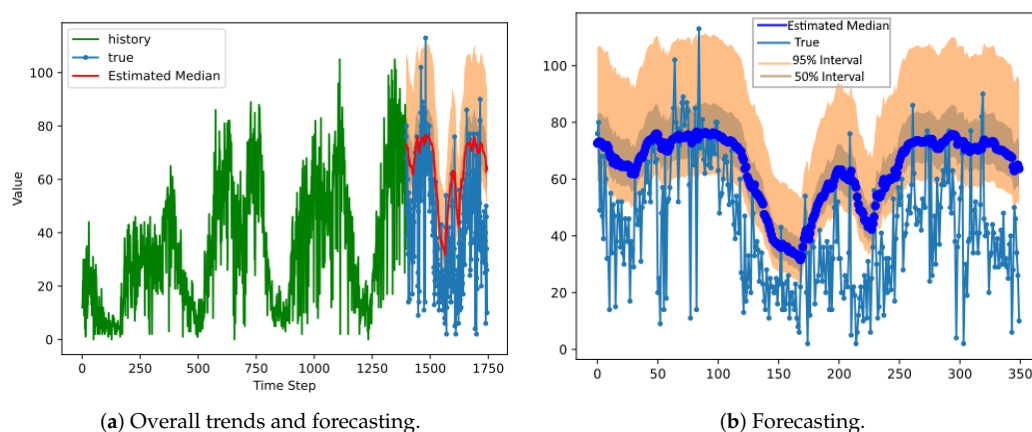 history
true
Estimated Median
Value
100
80
60
40
20
0
0 250 500 750 1000 1250 1500 1750
Time Step
(a) Overall trends and forecasting.
Estimated Median
True
95% Interval
50% Interval
100
80
60
40
20
0
0 50 100 150 200 250 300 350
(b) Forecasting.